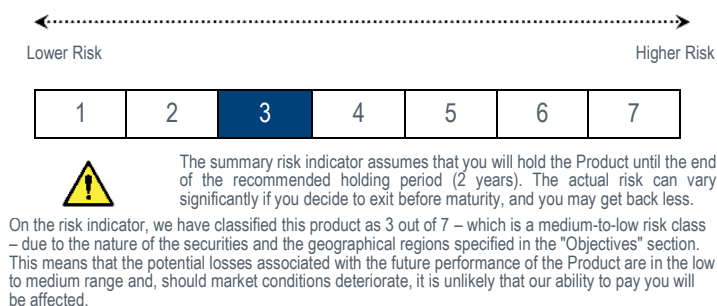 Lower Risk Higher Risk
1 2 3 4 5 6 7
The summary risk indicator assumes that you will hold the Product until the end
of the recommended holding period (2 years). The actual risk can vary
significantly if you decide to exit before maturity, and you may get back less.
On the risk indicator, we have classified this product as 3 out of 7 – which is a medium-to-low risk class
– due to the nature of the securities and the geographical regions specified in the "Objectives" section.
This means that the potential losses associated with the future performance of the Product are in the low
to medium range and, should market conditions deteriorate, it is unlikely that our ability to pay you will
be affected.